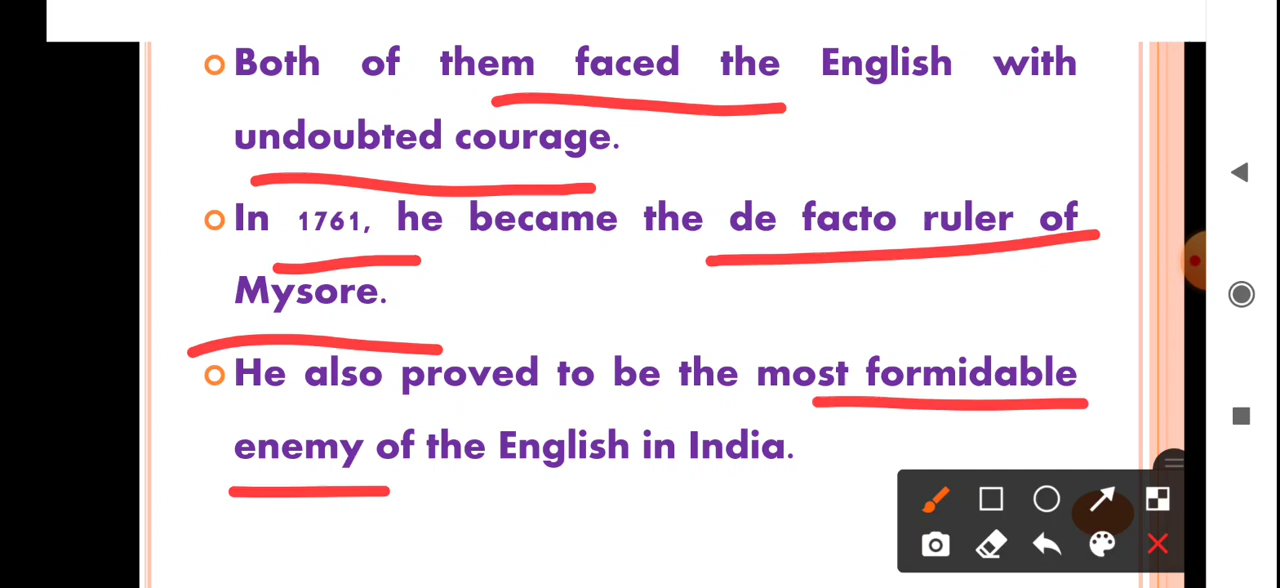 Both of them faced the English with
undoubted courage.
In 1761, he became the de facto ruler of
Mysore.
He also proved to be the most formidable
enemy of the English in India.